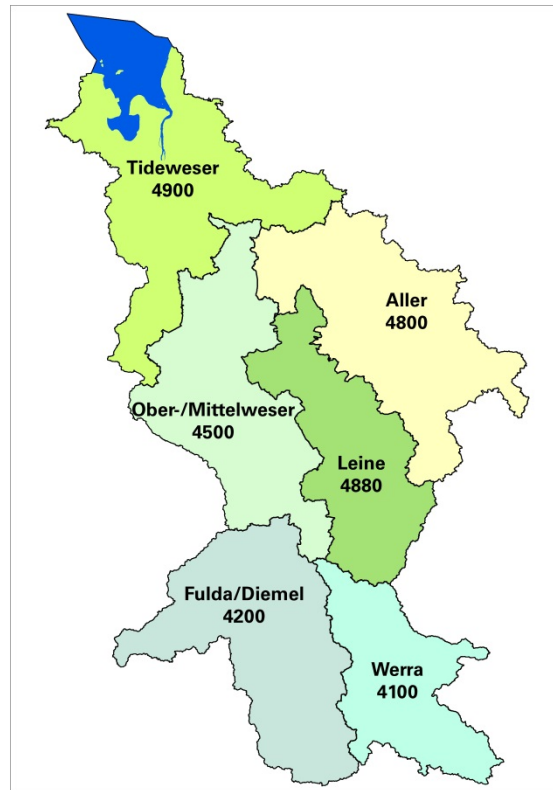 Tideweser
4900
Aller
4800
Ober-/Mittelweser
4500
Leine
4880
Fulda/Diemel
4200
Werra
4100